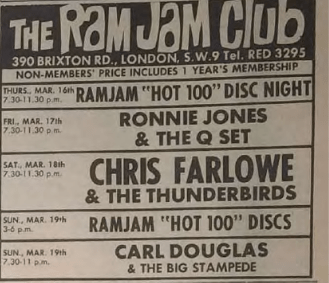 THE RAM JAM CLUB
390 BRIXTON RD., LONDON, S.W.9 Tel. RED 3295
NON-MEMBERS' PRICE INCLUDES 1 YEAR'S MEMBERSHIP
THURS., MAR. 16th
7.30-11.30 p.m.
RAMJAM "HOT 100" DISC NIGHT
FRI., MAR. 17th
7.30-11.30 p.m.
RONNIE JONES
& THE Q SET
SAT., MAR. 18th
7.30-11.30 p.m.
CHRIS FARLOWE
& THE THUNDERBIRDS
SUN., MAR. 19th
3-6 p.m.
RAMJAM "HOT 100" DISCS
SUN., MAR. 19th
7.30-11 p.m.
CARL DOUGLAS
& THE BIG STAMPEDE